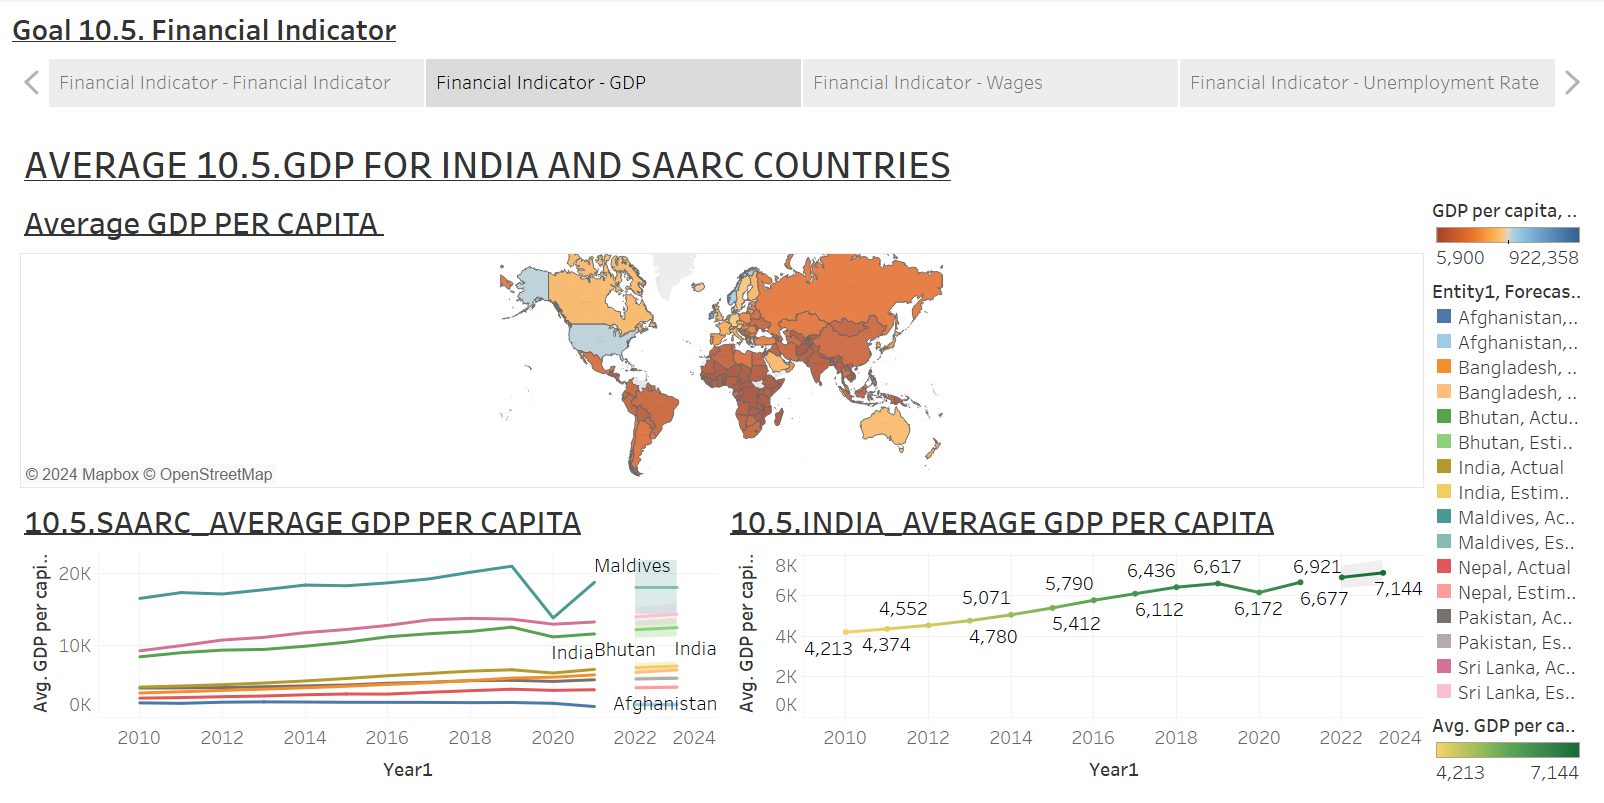 Goal 10.5. Financial Indicator
Financial Indicator - Financial Indicator
Financial Indicator - GDP
Financial Indicator - Wages
Financial Indicator - Unemployment Rate
AVERAGE 10.5.GDP FOR INDIA AND SAARC COUNTRIES
Average GDP PER CAPITA
© 2024 Mapbox © OpenStreetMap
GDP per capita, ..
5,900 922,358
Entity1, Forecas..
Afghanistan,..
Afghanistan,..
Bangladesh, ..
Bangladesh, ..
Bhutan, Actu..
Bhutan, Esti..
India, Actual
India, Estim..
Maldives, Ac..
Maldives, Es..
Nepal, Actual
Nepal, Estim..
Pakistan, Ac..
Pakistan, Es..
Sri Lanka, Ac..
Sri Lanka, Es..
Avg. GDP per ca..
4,213 7,144
10.5.SAARC_AVERAGE GDP PER CAPITA
Avg. GDP per capi..
20K
10K
0K
Maldives
India
Bhutan
India
Afghanistan
2010 2012 2014 2016 2018 2020 2022 2024
Year1
10.5.INDIA_AVERAGE GDP PER CAPITA
Avg. GDP per capi..
8K
6K
4K
2K
0K
4,213
4,374
4,552
4,780
5,071
5,412
5,790
6,112
6,436
6,617
6,172
6,677
6,921
7,144
2010 2012 2014 2016 2018 2020 2022 2024
Year1